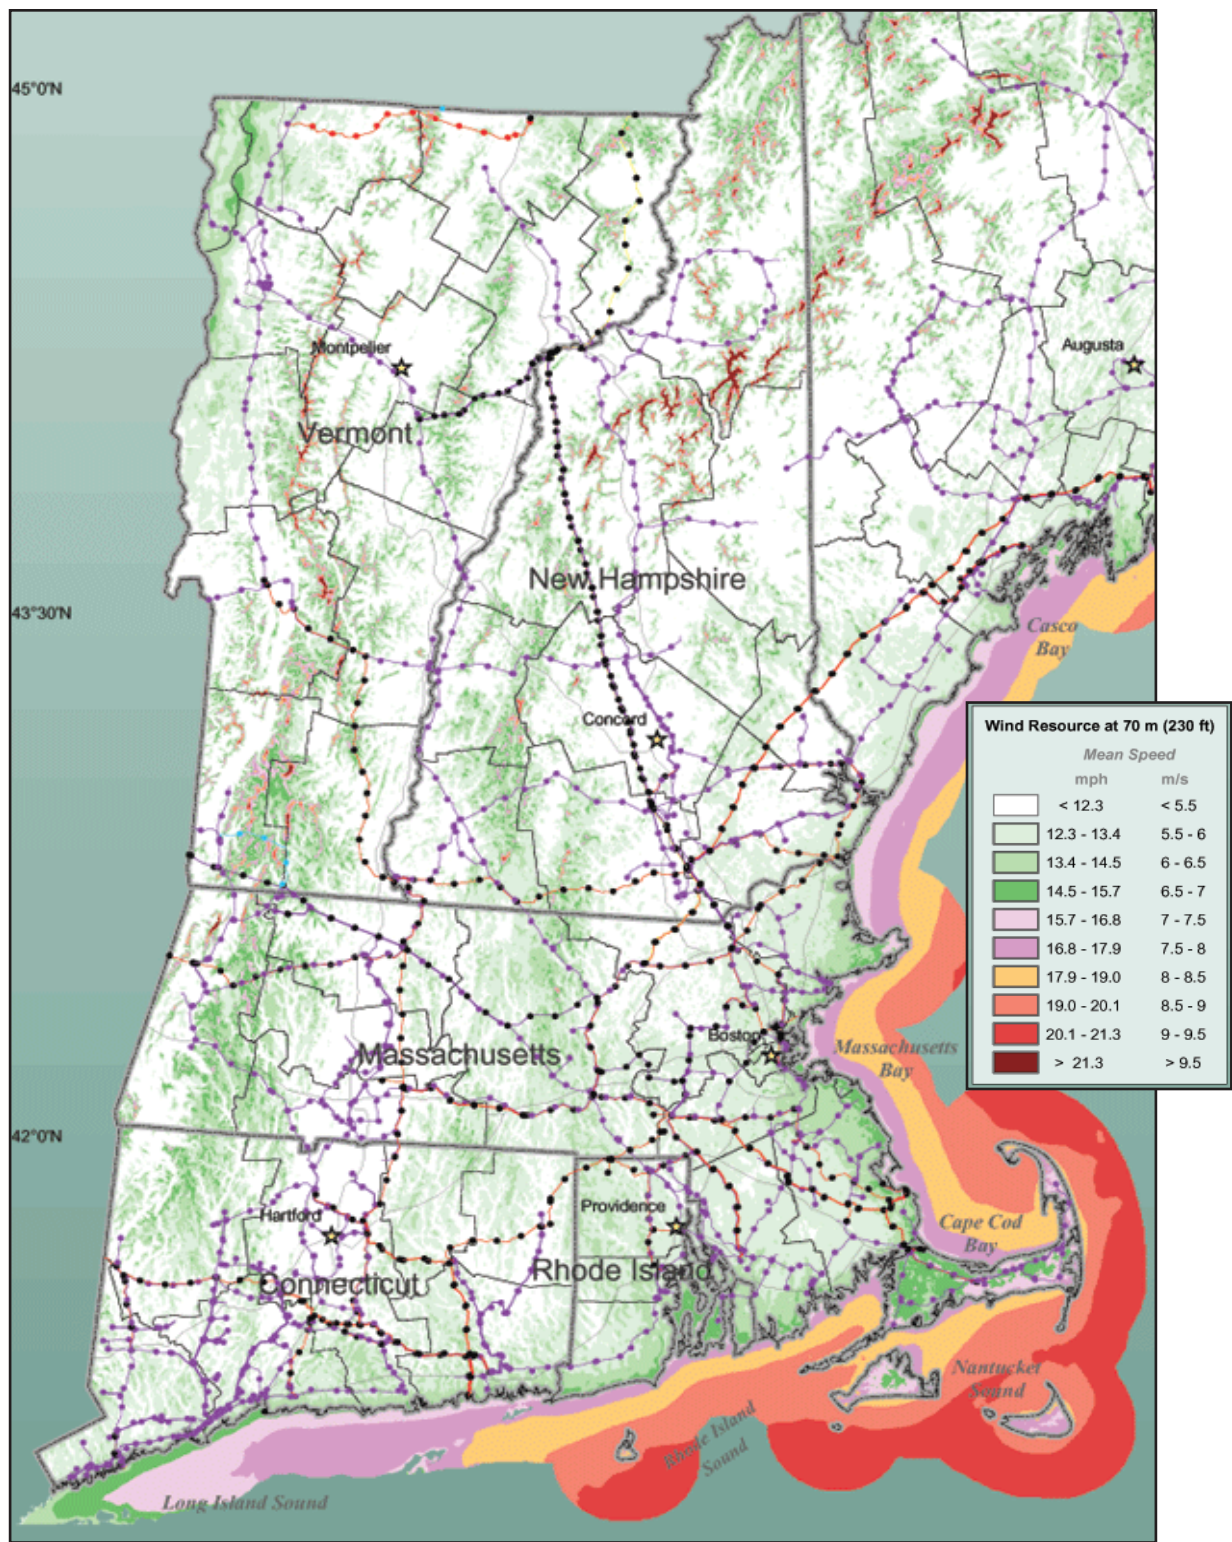 45°0'N
Montpelier
Augusta
Vermont
New Hampshire
43°30'N
Casco
Bay
Concord
Wind Resource at 70 m (230 ft)
Mean Speed
mph m/s
< 12.3 < 5.5
12.3 - 13.4 5.5 - 6
13.4 - 14.5 6 - 6.5
14.5 - 15.7 6.5 - 7
15.7 - 16.8 7 - 7.5
16.8 - 17.9 7.5 - 8
17.9 - 19.0 8 - 8.5
19.0 - 20.1 8.5 - 9
20.1 - 21.3 9 - 9.5
> 21.3 > 9.5
Boston
Massachusetts
Massachusetts
Bay
42°0'N
Hartford
Providence
Cape Cod
Bay
Connecticut
Rhode Island
Nantucket
Sound
Rhode Island
Sound
Long Island Sound